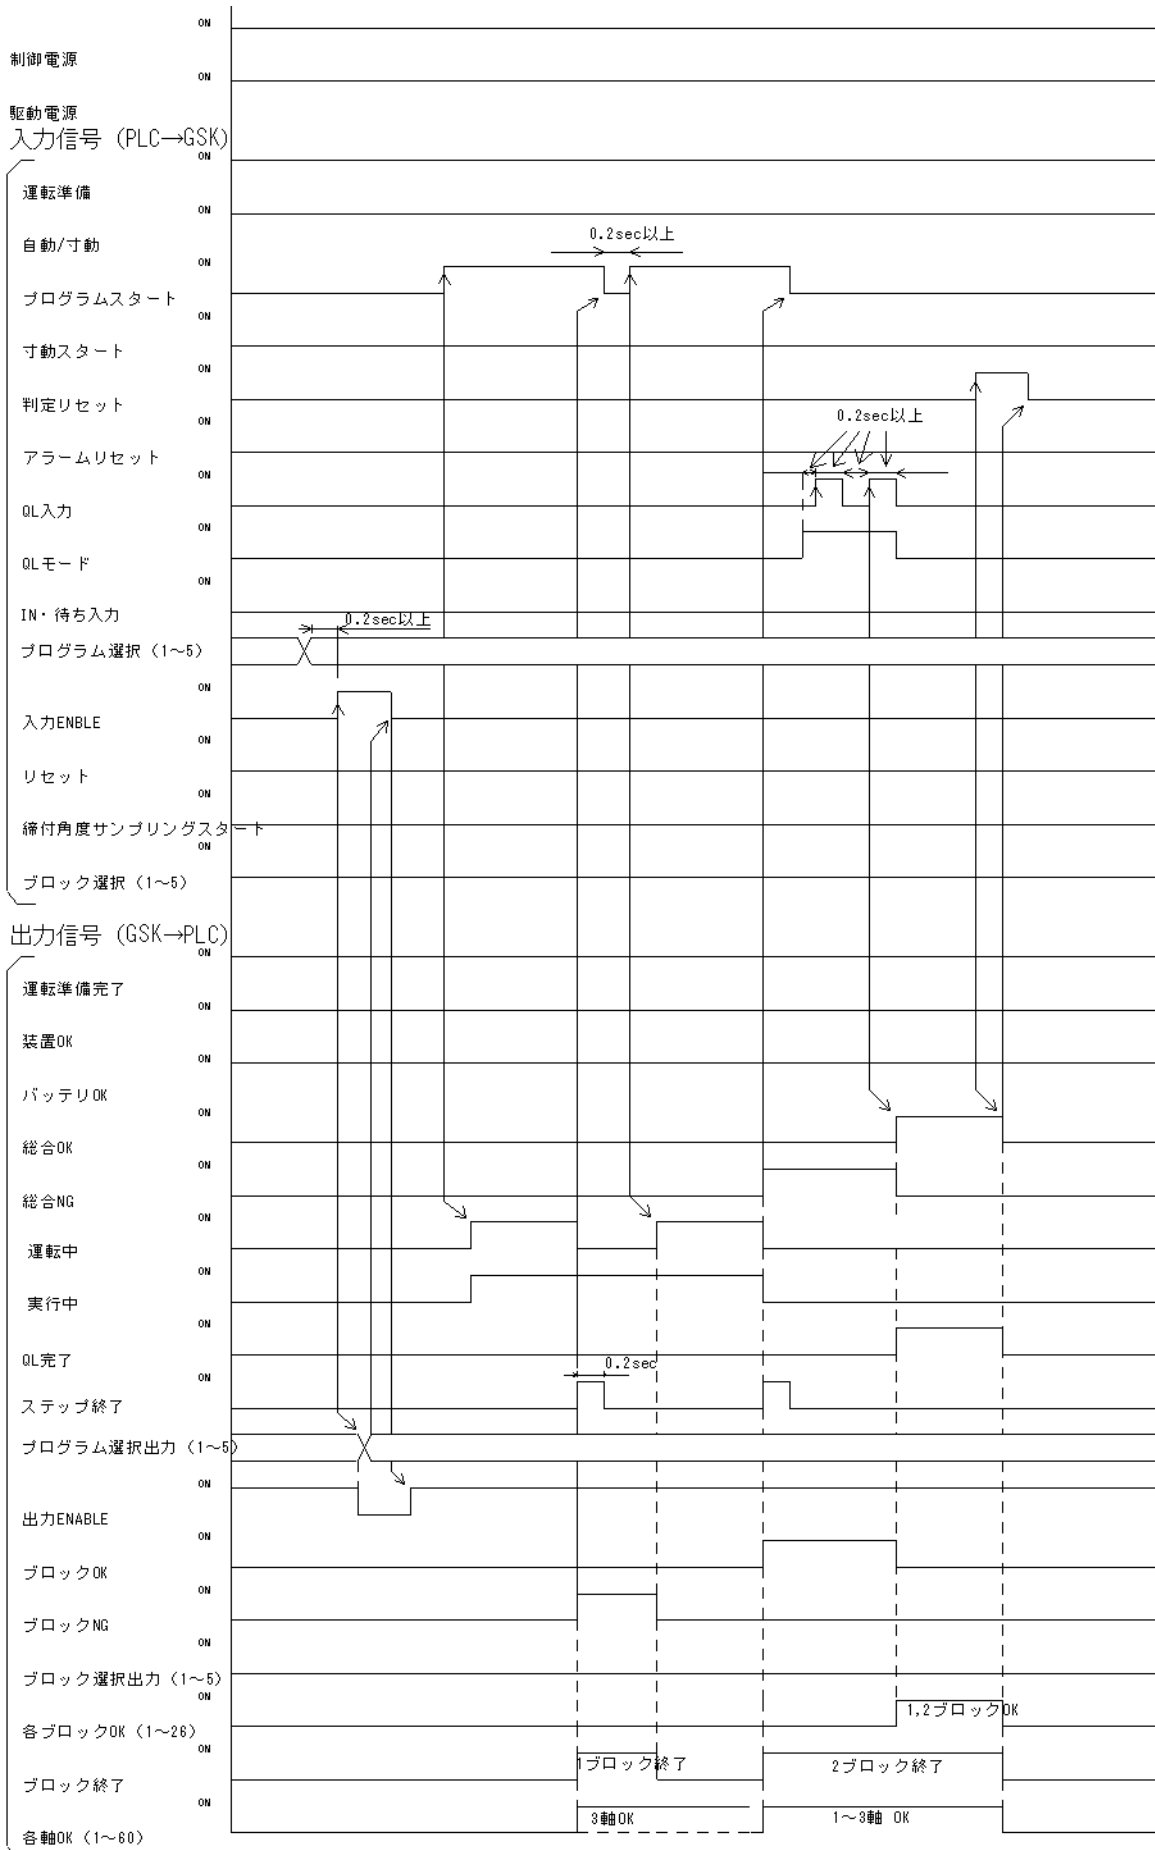 ON
制御電源
ON
駆動電源
入力信号 (PLC→GSK)
ON
運転準備
ON
自動/寸動
0.2sec以上
ON
プログラムスタート
ON
寸動スタート
ON
判定リセット
0.2sec以上
ON
アラームリセット
ON
QL入力
ON
QLモード
ON
IN・待ち入力
0.2sec以上
プログラム選択 (1～5)
ON
入力ENBLE
ON
リセット
ON
締付角度サンプリングスタート
ON
ブロック選択 (1～5)
出力信号 (GSK→PLC)
ON
運転準備完了
ON
装置OK
ON
バッテリOK
ON
総合OK
ON
総合NG
ON
運転中
ON
実行中
ON
QL完了
0.2sec
ON
ステップ終了
プログラム選択出力 (1～5)
ON
出力ENABLE
ON
ブロックOK
ON
ブロックNG
ON
ブロック選択出力 (1～5)
ON
1,2ブロックOK
各ブロックOK (1～26)
ON
1ブロック終了 2ブロック終了
ブロック終了
ON
3軸OK 1～3軸 OK
各軸OK (1～60)